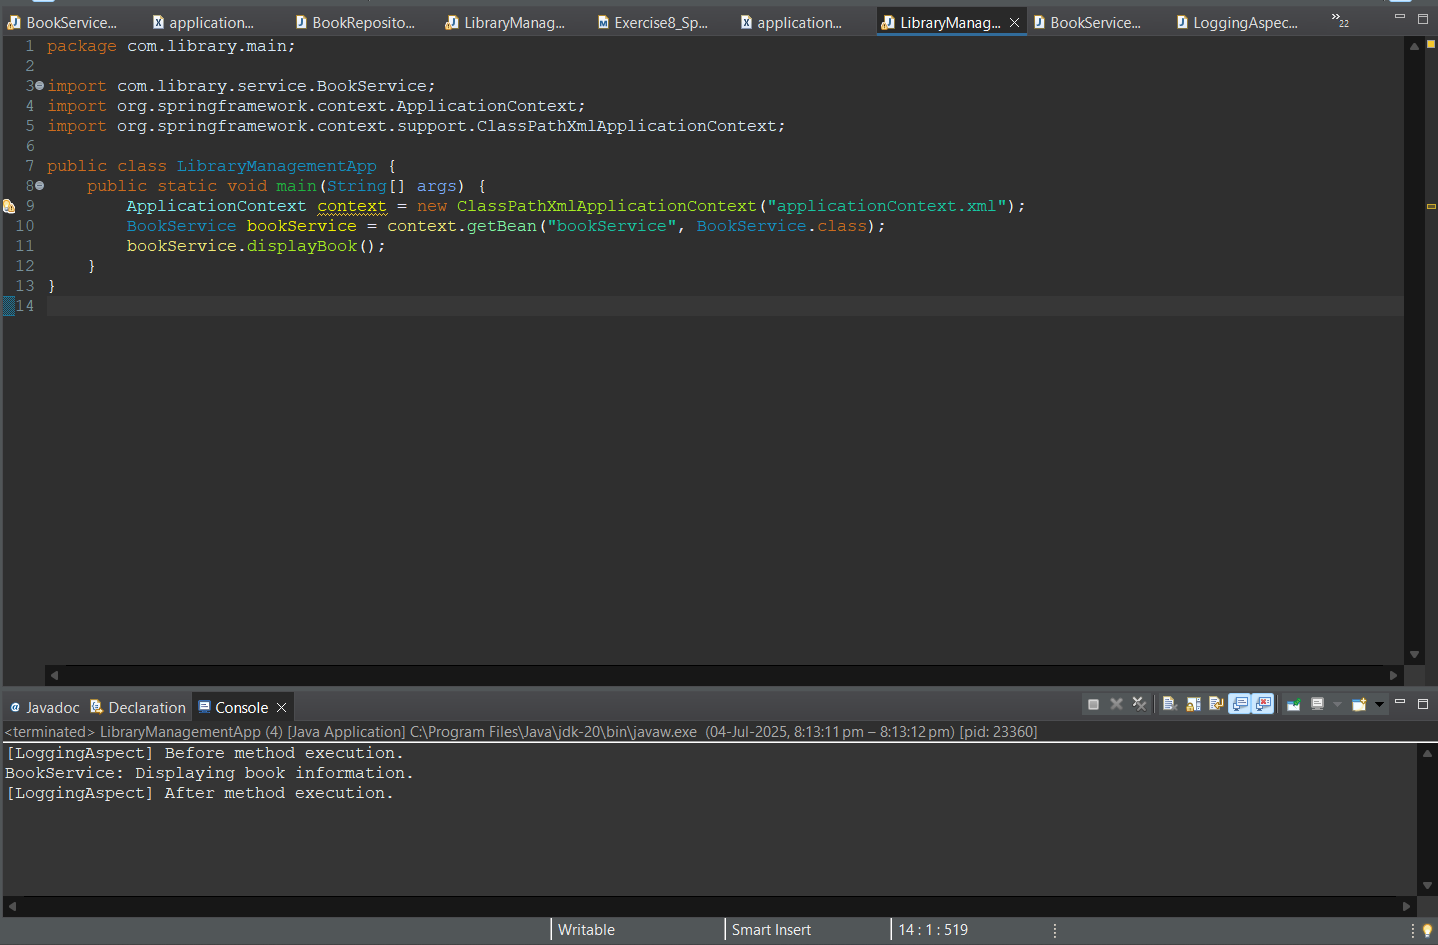 BookService... application... BookReposito... LibraryManag... Exercise8_Sp... application... LibraryManag... BookService... LoggingAspec... »22
1 package com.library.main;
2
3 import com.library.service.BookService;
4 import org.springframework.context.ApplicationContext;
5 import org.springframework.context.support.ClassPathXmlApplicationContext;
6
7 public class LibraryManagementApp {
8     public static void main(String[] args) {
9         ApplicationContext context = new ClassPathXmlApplicationContext("applicationContext.xml");
10         BookService bookService = context.getBean("bookService", BookService.class);
11         bookService.displayBook();
12     }
13 }
14
@ Javadoc Declaration Console
<terminated> LibraryManagementApp (4) [Java Application] C:\Program Files\Java\jdk-20\bin\javaw.exe (04-Jul-2025, 8:13:11 pm – 8:13:12 pm) [pid: 23360]
[LoggingAspect] Before method execution.
BookService: Displaying book information.
[LoggingAspect] After method execution.
Writable Smart Insert 14 : 1 : 519